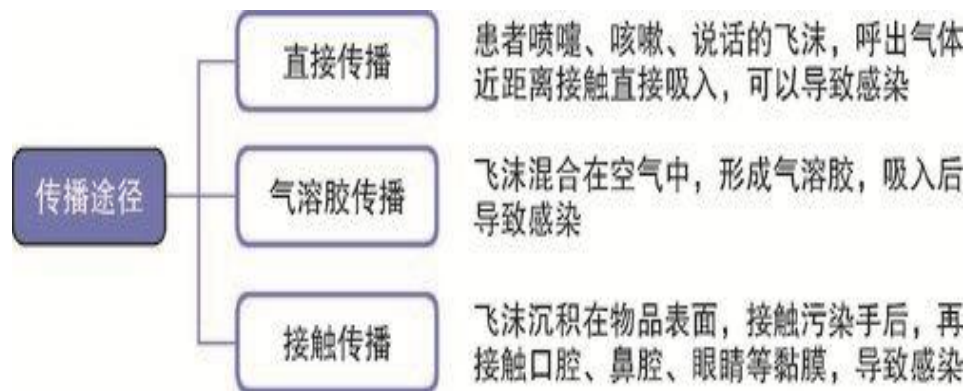 传播途径
直接传播
患者喷嚏、咳嗽、说话的飞沫，呼出气体
近距离接触直接吸入，可以导致感染
气溶胶传播
飞沫混合在空气中，形成气溶胶，吸入后
导致感染
接触传播
飞沫沉积在物品表面，接触污染手后，再
接触口腔、鼻腔、眼睛等黏膜，导致感染